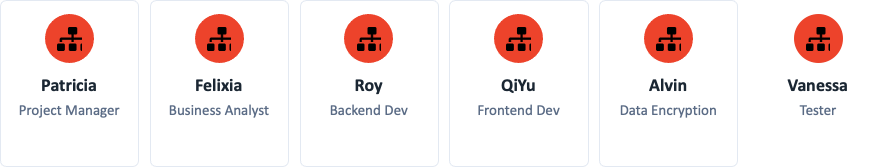 Patricia
Project Manager
Felixia
Business Analyst
Roy
Backend Dev
QiYu
Frontend Dev
Alvin
Data Encryption
Vanessa
Tester